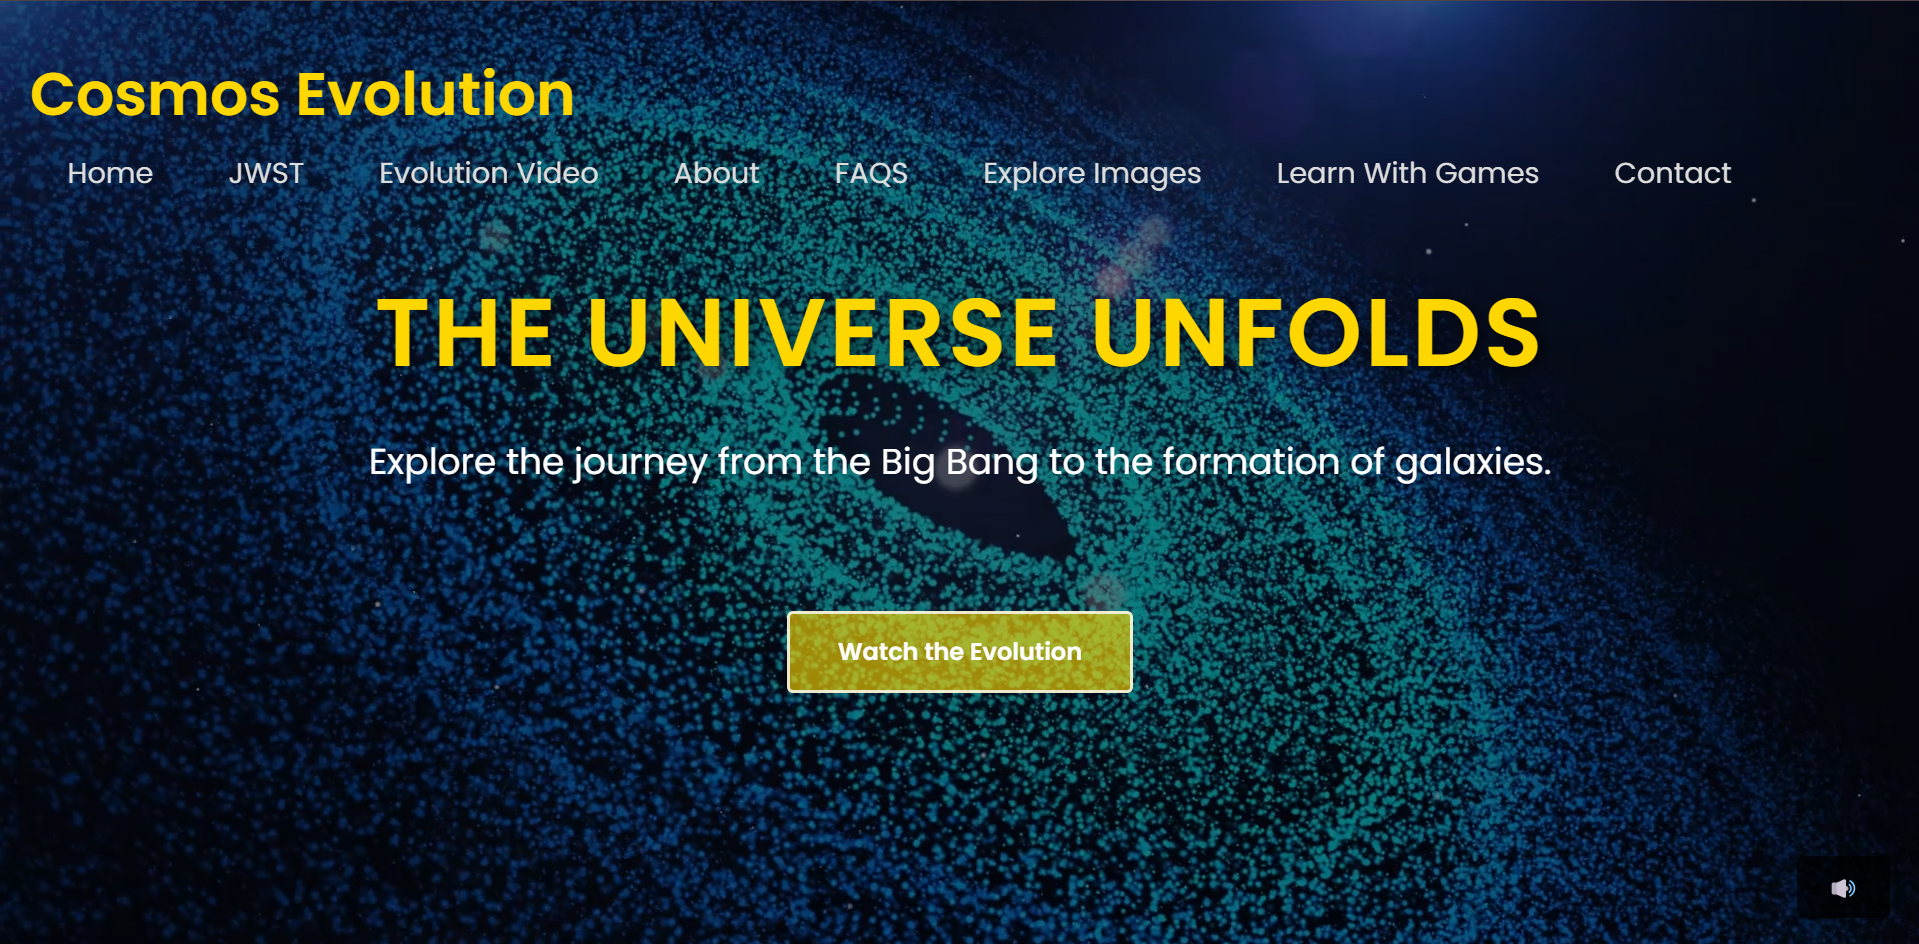 Cosmos Evolution
Home JWST Evolution Video About FAQS Explore Images Learn With Games Contact
THE UNIVERSE UNFOLDS
Explore the journey from the Big Bang to the formation of galaxies.
Watch the Evolution